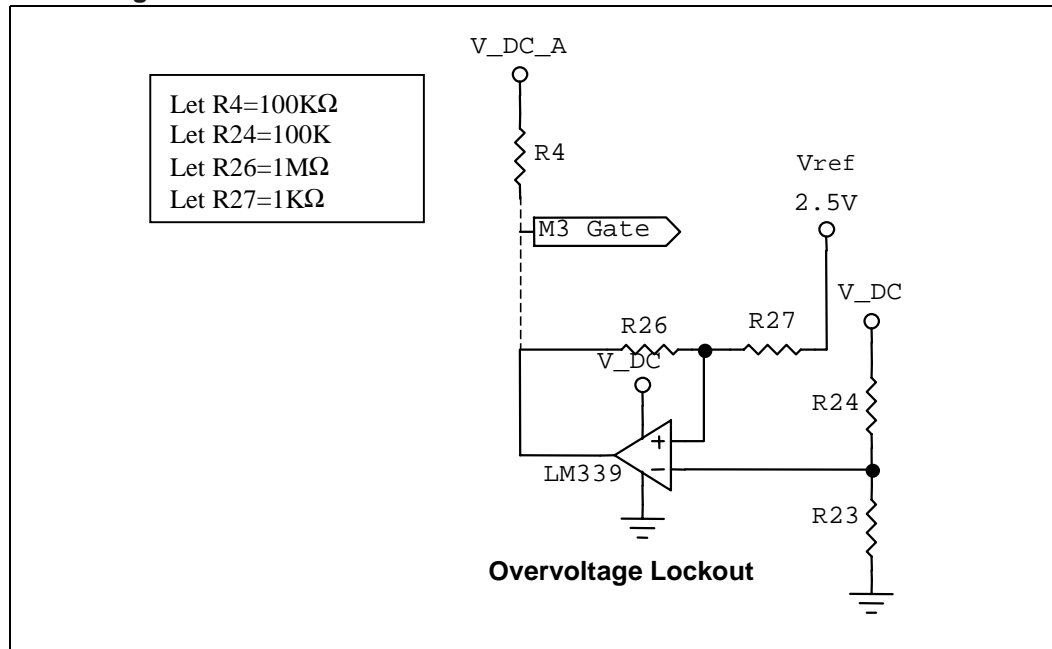 V_DC_A
Let R4=100KΩ
Let R24=100K
Let R26=1MΩ
Let R27=1KΩ
R4
Vref
2.5V
M3 Gate
V_DC
R26
R27
V_DC
R24
+
-
LM339
R23
Overvoltage Lockout